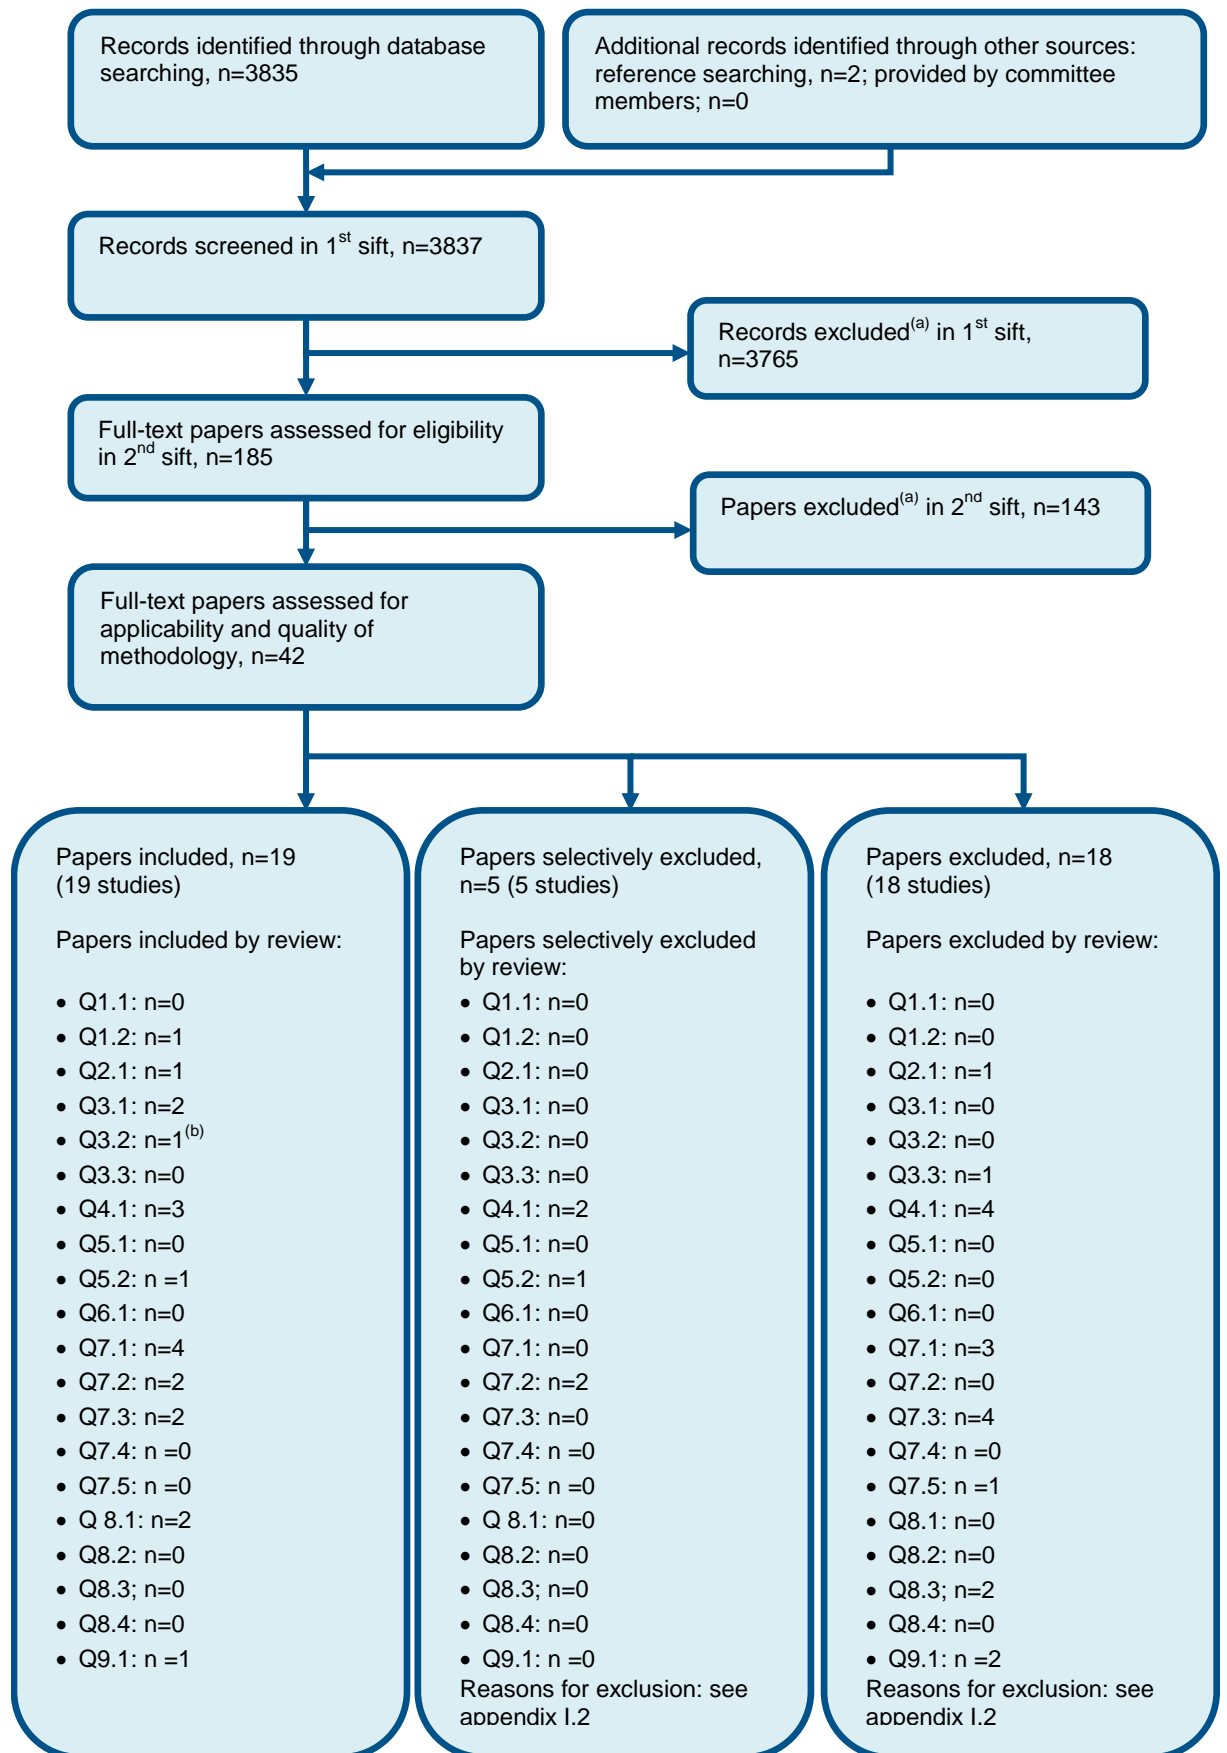 Records identified through database
searching, n=3835
Additional records identified through other sources:
reference searching, n=2; provided by committee
members; n=0
Records screened in 1st sift, n=3837
Records excluded(a) in 1st sift,
n=3765
Full-text papers assessed for eligibility
in 2nd sift, n=185
Papers excluded(a) in 2nd sift, n=143
Full-text papers assessed for
applicability and quality of
methodology, n=42
Papers included, n=19
(19 studies)
Papers included by review:
• Q1.1: n=0
• Q1.2: n=1
• Q2.1: n=1
• Q3.1: n=2
• Q3.2: n=1(b)
• Q3.3: n=0
• Q4.1: n=3
• Q5.1: n=0
• Q5.2: n =1
• Q6.1: n=0
• Q7.1: n=4
• Q7.2: n=2
• Q7.3: n=2
• Q7.4: n =0
• Q7.5: n =0
• Q 8.1: n=2
• Q8.2: n=0
• Q8.3; n=0
• Q8.4: n=0
• Q9.1: n =1
Papers selectively excluded,
n=5 (5 studies)
Papers selectively excluded
by review:
• Q1.1: n=0
• Q1.2: n=0
• Q2.1: n=0
• Q3.1: n=0
• Q3.2: n=0
• Q3.3: n=0
• Q4.1: n=2
• Q5.1: n=0
• Q5.2: n=1
• Q6.1: n=0
• Q7.1: n=0
• Q7.2: n=2
• Q7.3: n=0
• Q7.4: n =0
• Q7.5: n =0
• Q 8.1: n=0
• Q8.2: n=0
• Q8.3; n=0
• Q8.4: n=0
• Q9.1: n =0
Reasons for exclusion: see
appendix I.2
Papers excluded, n=18
(18 studies)
Papers excluded by review:
• Q1.1: n=0
• Q1.2: n=0
• Q2.1: n=1
• Q3.1: n=0
• Q3.2: n=0
• Q3.3: n=1
• Q4.1: n=4
• Q5.1: n=0
• Q5.2: n=0
• Q6.1: n=0
• Q7.1: n=3
• Q7.2: n=0
• Q7.3: n=4
• Q7.4: n =0
• Q7.5: n =1
• Q8.1: n=0
• Q8.2: n=0
• Q8.3; n=2
• Q8.4: n=0
• Q9.1: n =2
Reasons for exclusion: see
appendix I.2